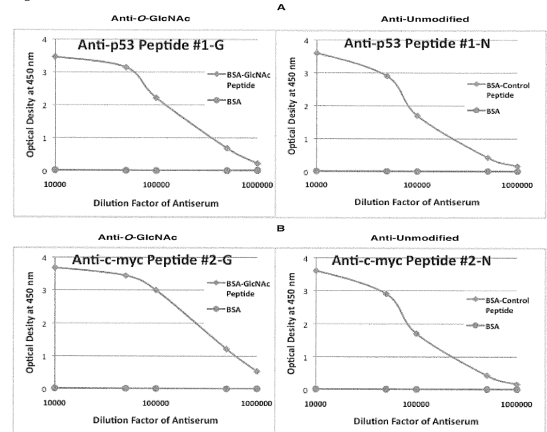 A
Anti-O-GlcNAc
Anti-Unmodified
Anti-p53 Peptide #1-G
Optical Desity at 450 nm
4
3
2
1
0
BSA-GlcNAc
Peptide
BSA
10000
100000
1000000
Dilution Factor of Antiserum
Anti-p53 Peptide #1-N
Optical Desity at 450 nm
4
3
2
1
0
BSA-Control
Peptide
BSA
10000
100000
1000000
Dilution Factor of Antiserum
B
Anti-O-GlcNAc
Anti-Unmodified
Anti-c-myc Peptide #2-G
Optical Desity at 450 nm
4
3
2
1
0
BSA-GlcNAc
Peptide
BSA
10000
100000
1000000
Dilution Factor of Antiserum
Anti-c-myc Peptide #2-N
Optical Desity at 450 nm
4
3
2
1
0
BSA-Control
Peptide
BSA
10000
100000
1000000
Dilution Factor of Antiserum